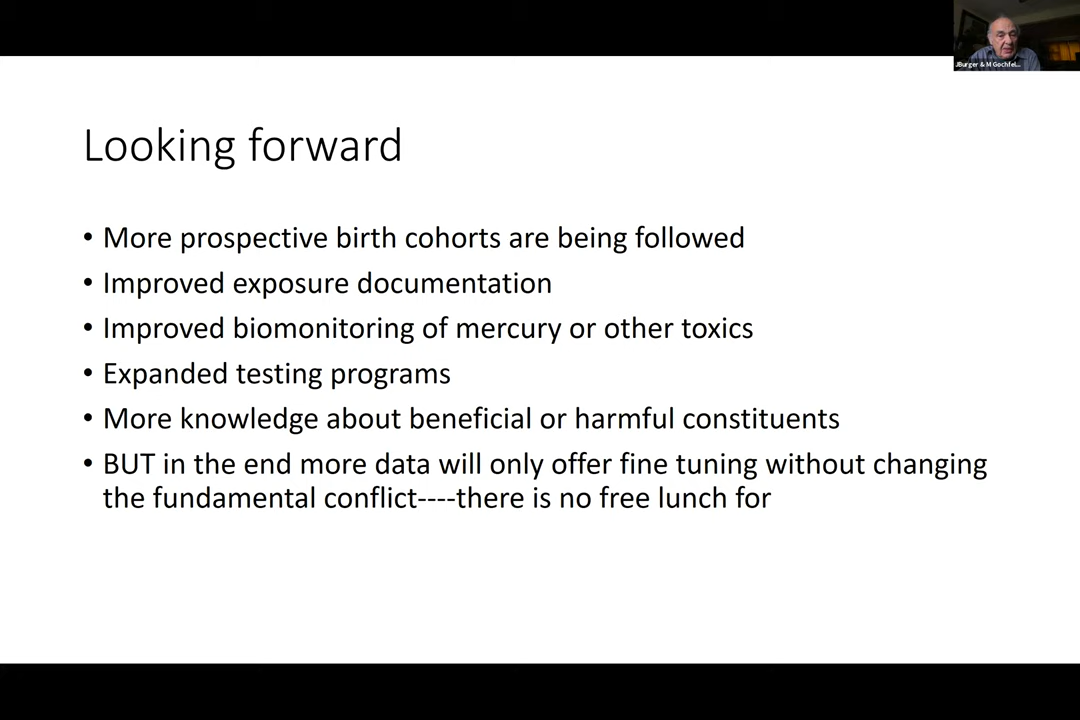 JBurger & M Gochfel...
Looking forward
• More prospective birth cohorts are being followed
• Improved exposure documentation
• Improved biomonitoring of mercury or other toxics
• Expanded testing programs
• More knowledge about beneficial or harmful constituents
• BUT in the end more data will only offer fine tuning without changing
the fundamental conflict----there is no free lunch for